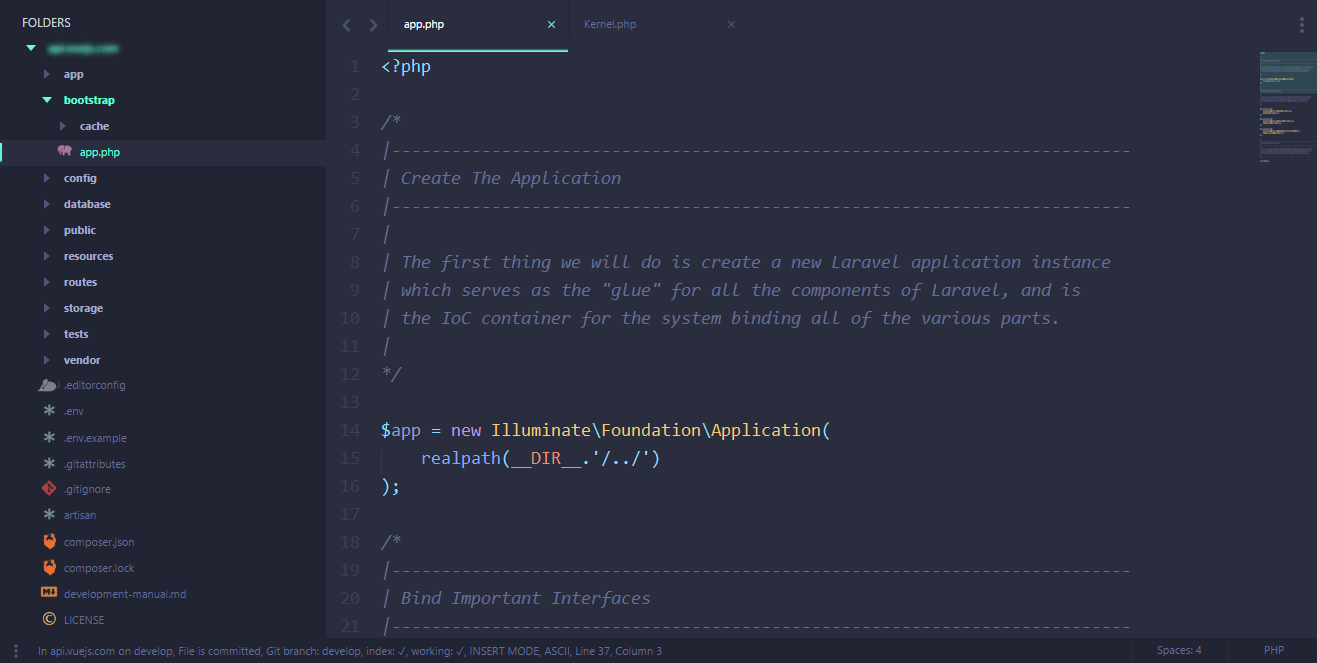 FOLDERS
api.vuejs.com
app
bootstrap
cache
app.php
config
database
public
resources
routes
storage
tests
vendor
.editorconfig
.env
.env.example
.gitattributes
.gitignore
artisan
composer.json
composer.lock
development-manual.md
LICENSE
app.php × Kernel.php ×
1 <?php
2
3 /*
4 |--------------------------------------------------------------------------
5 | Create The Application
6 |--------------------------------------------------------------------------
7 |
8 | The first thing we will do is create a new Laravel application instance
9 | which serves as the "glue" for all the components of Laravel, and is
10 | the IoC container for the system binding all of the various parts.
11 |
12 */
13
14 $app = new Illuminate\Foundation\Application(
15     realpath(__DIR__.'/../')
16 );
17
18 /*
19 |--------------------------------------------------------------------------
20 | Bind Important Interfaces
21 |--------------------------------------------------------------------------
In api.vuejs.com on develop, File is committed, Git branch: develop, index: ✓, working: ✓, INSERT MODE, ASCII, Line 37, Column 3
Spaces: 4
PHP